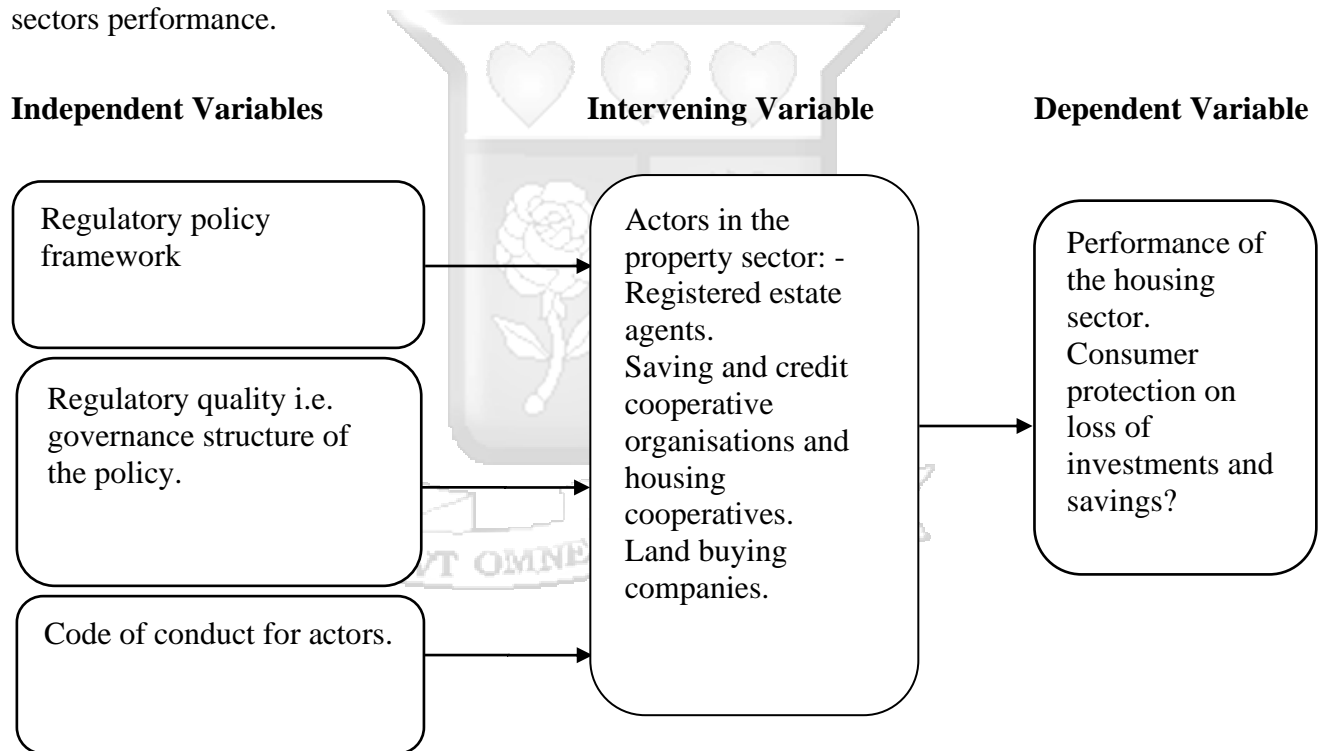 sectors performance.
Independent Variables
Intervening Variable
Dependent Variable
Regulatory policy
framework
Regulatory quality i.e.
governance structure of
the policy.
Code of conduct for actors.
Actors in the
property sector: -
Registered estate
agents.
Saving and credit
cooperative
organisations and
housing
cooperatives.
Land buying
companies.
Performance of
the housing
sector.
Consumer
protection on
loss of
investments and
savings?
VT OMNE